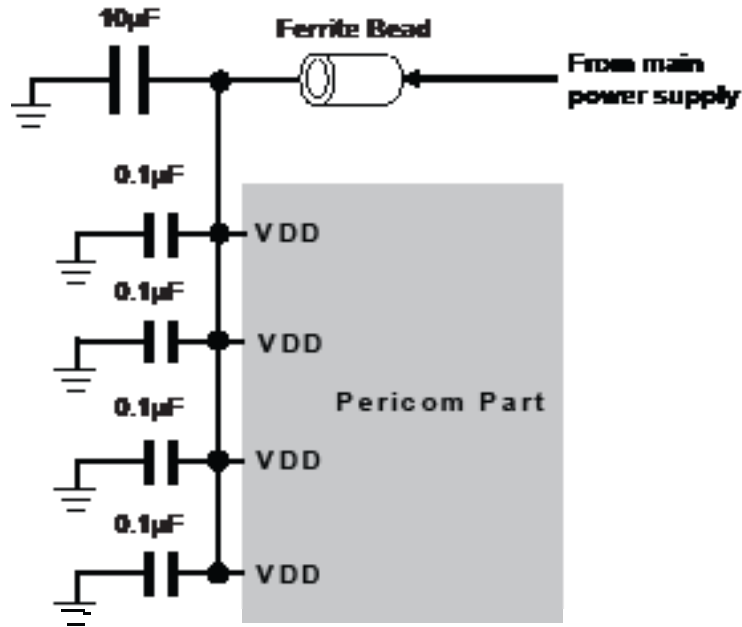 10µF
Ferrite Bead
From main
power supply
0.1µF
VDD
0.1µF
VDD
Pericom Part
0.1µF
VDD
0.1µF
VDD